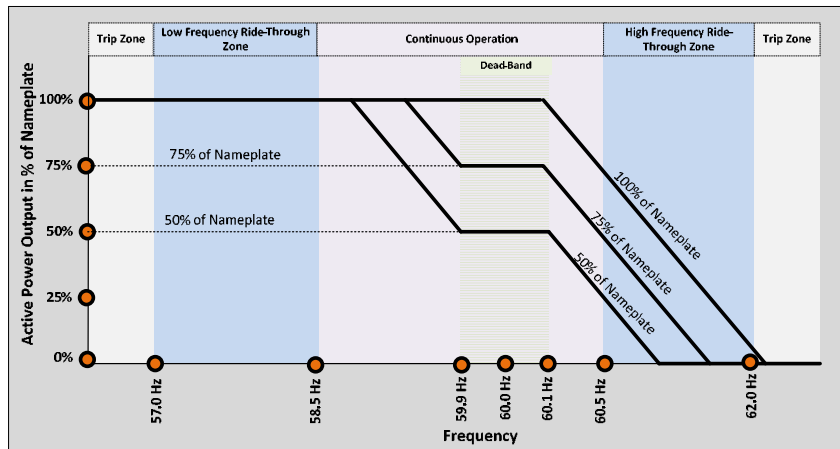 Trip Zone
Low Frequency Ride-Through
Zone
Continuous Operation
High Frequency Ride-
Through Zone
Trip Zone
Dead-Band
Active Power Output in % of Nameplate
100%
75%
50%
25%
0%
75% of Nameplate
50% of Nameplate
100% of Nameplate
75% of Nameplate
50% of Nameplate
57.0 Hz
58.5 Hz
59.9 Hz
60.0 Hz
60.1 Hz
60.5 Hz
62.0 Hz
Frequency